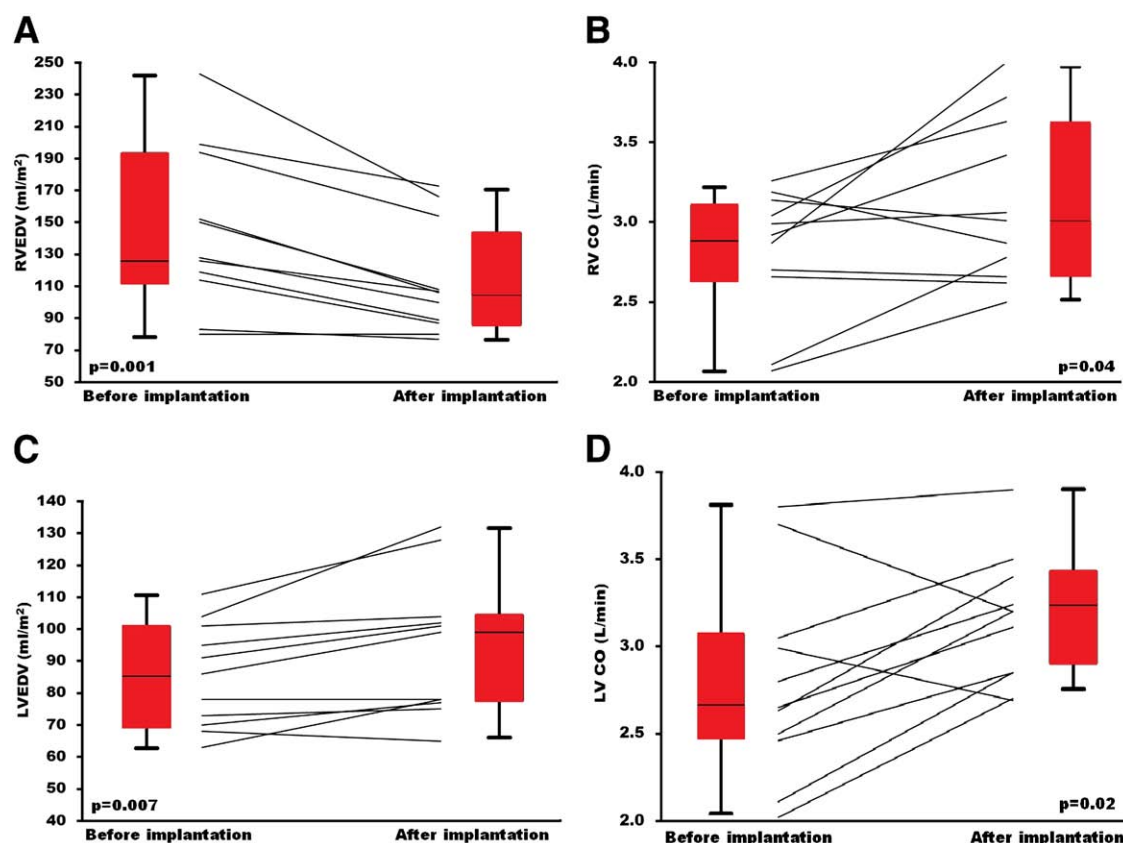 A
RVEDV (ml/m²)
250
230
210
190
170
150
130
110
90
70
50
p=0.001
Before implantation
After implantation
B
RV CO (L/min)
4.0
3.5
3.0
2.5
2.0
p=0.04
Before implantation
After implantation
C
LVEDV (ml/m²)
140
130
120
110
100
90
80
70
60
50
40
p=0.007
Before implantation
After implantation
D
LV CO (L/min)
4.0
3.5
3.0
2.5
2.0
p=0.02
Before implantation
After implantation